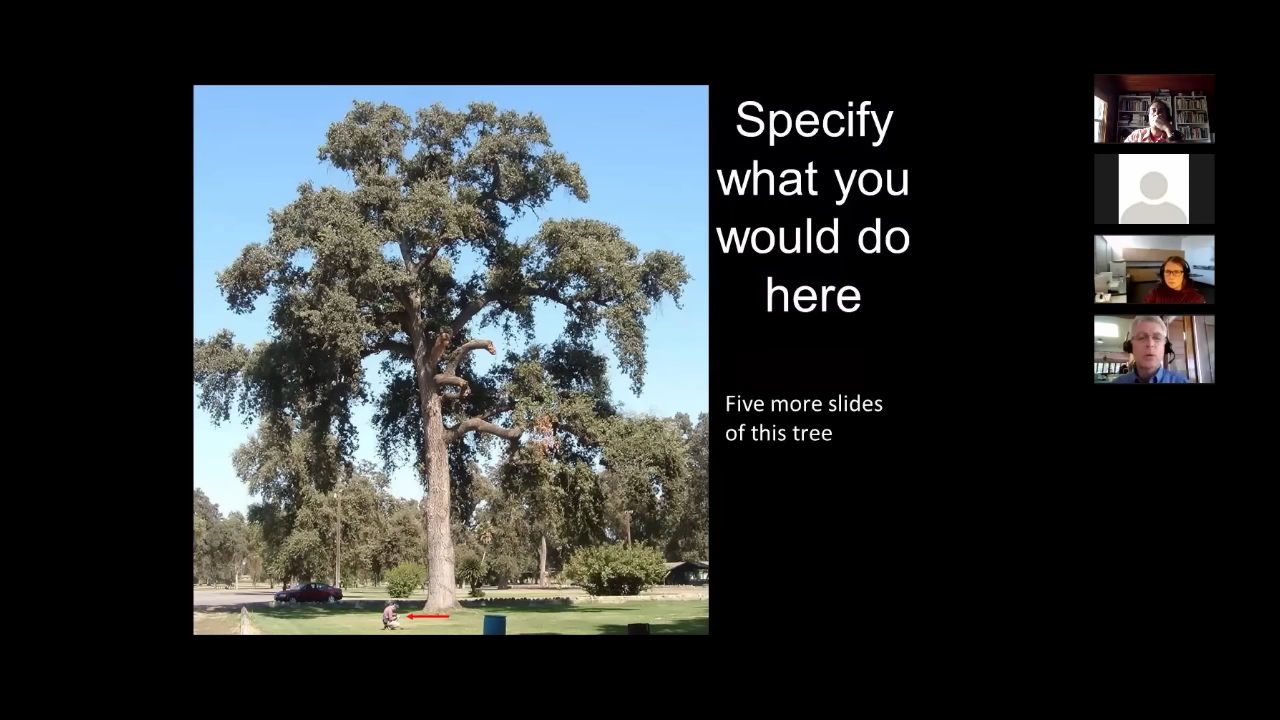 Specify
what you
would do
here
Five more slides
of this tree